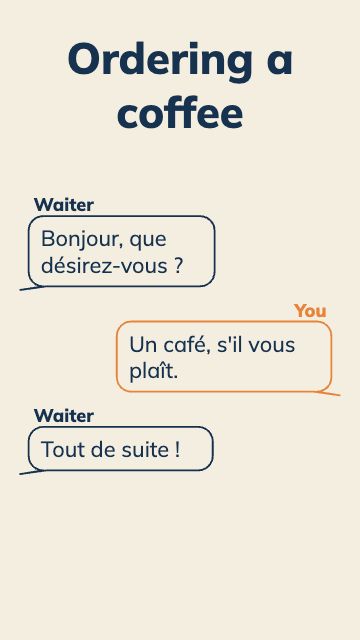 Ordering a
coffee
Waiter
Bonjour, que
désirez-vous ?
You
Un café, s'il vous
plaît.
Waiter
Tout de suite !